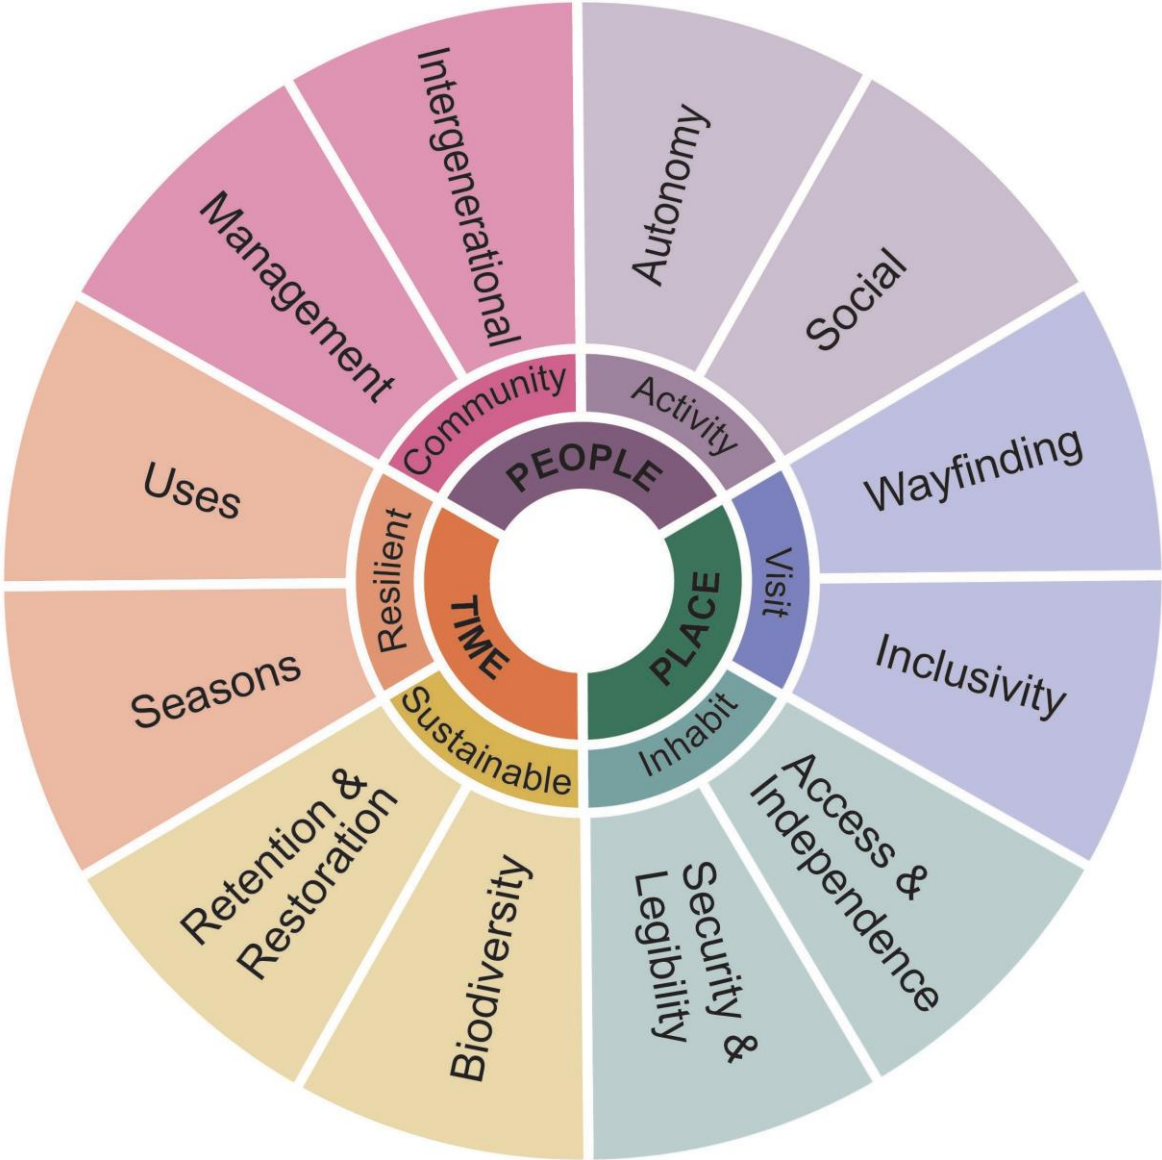 PEOPLE
PLACE
TIME
Community
Activity
Visit
Inhabit
Sustainable
Resilient
Intergenerational
Autonomy
Social
Wayfinding
Inclusivity
Access &
Independence
Security &
Legibility
Biodiversity
Retention &
Restoration
Seasons
Uses
Management